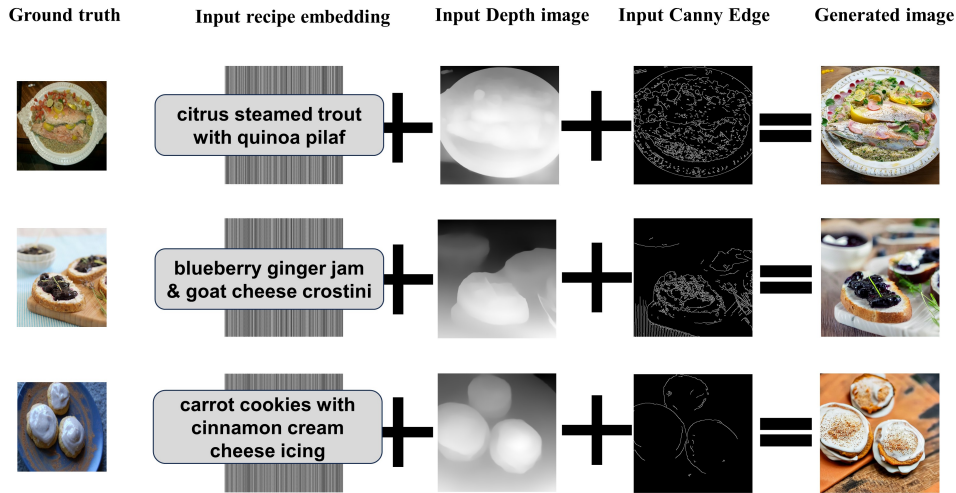 Ground truth
Input recipe embedding
Input Depth image
Input Canny Edge
Generated image
citrus steamed trout
with quinoa pilaf
blueberry ginger jam
& goat cheese crostini
carrot cookies with
cinnamon cream
cheese icing